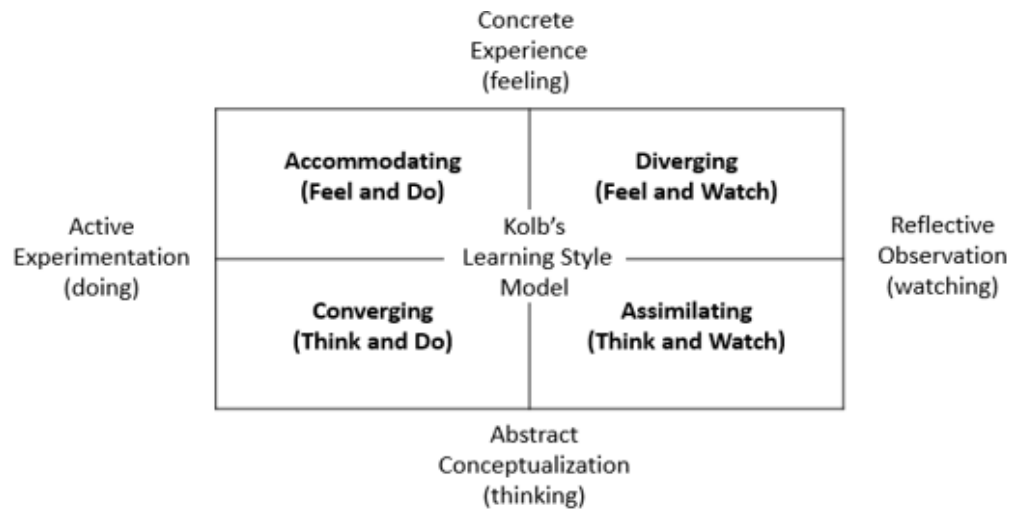 Concrete
Experience
(feeling)
Accommodating
(Feel and Do)
Diverging
(Feel and Watch)
Active
Experimentation
(doing)
Kolb's
Learning Style
Model
Reflective
Observation
(watching)
Converging
(Think and Do)
Assimilating
(Think and Watch)
Abstract
Conceptualization
(thinking)